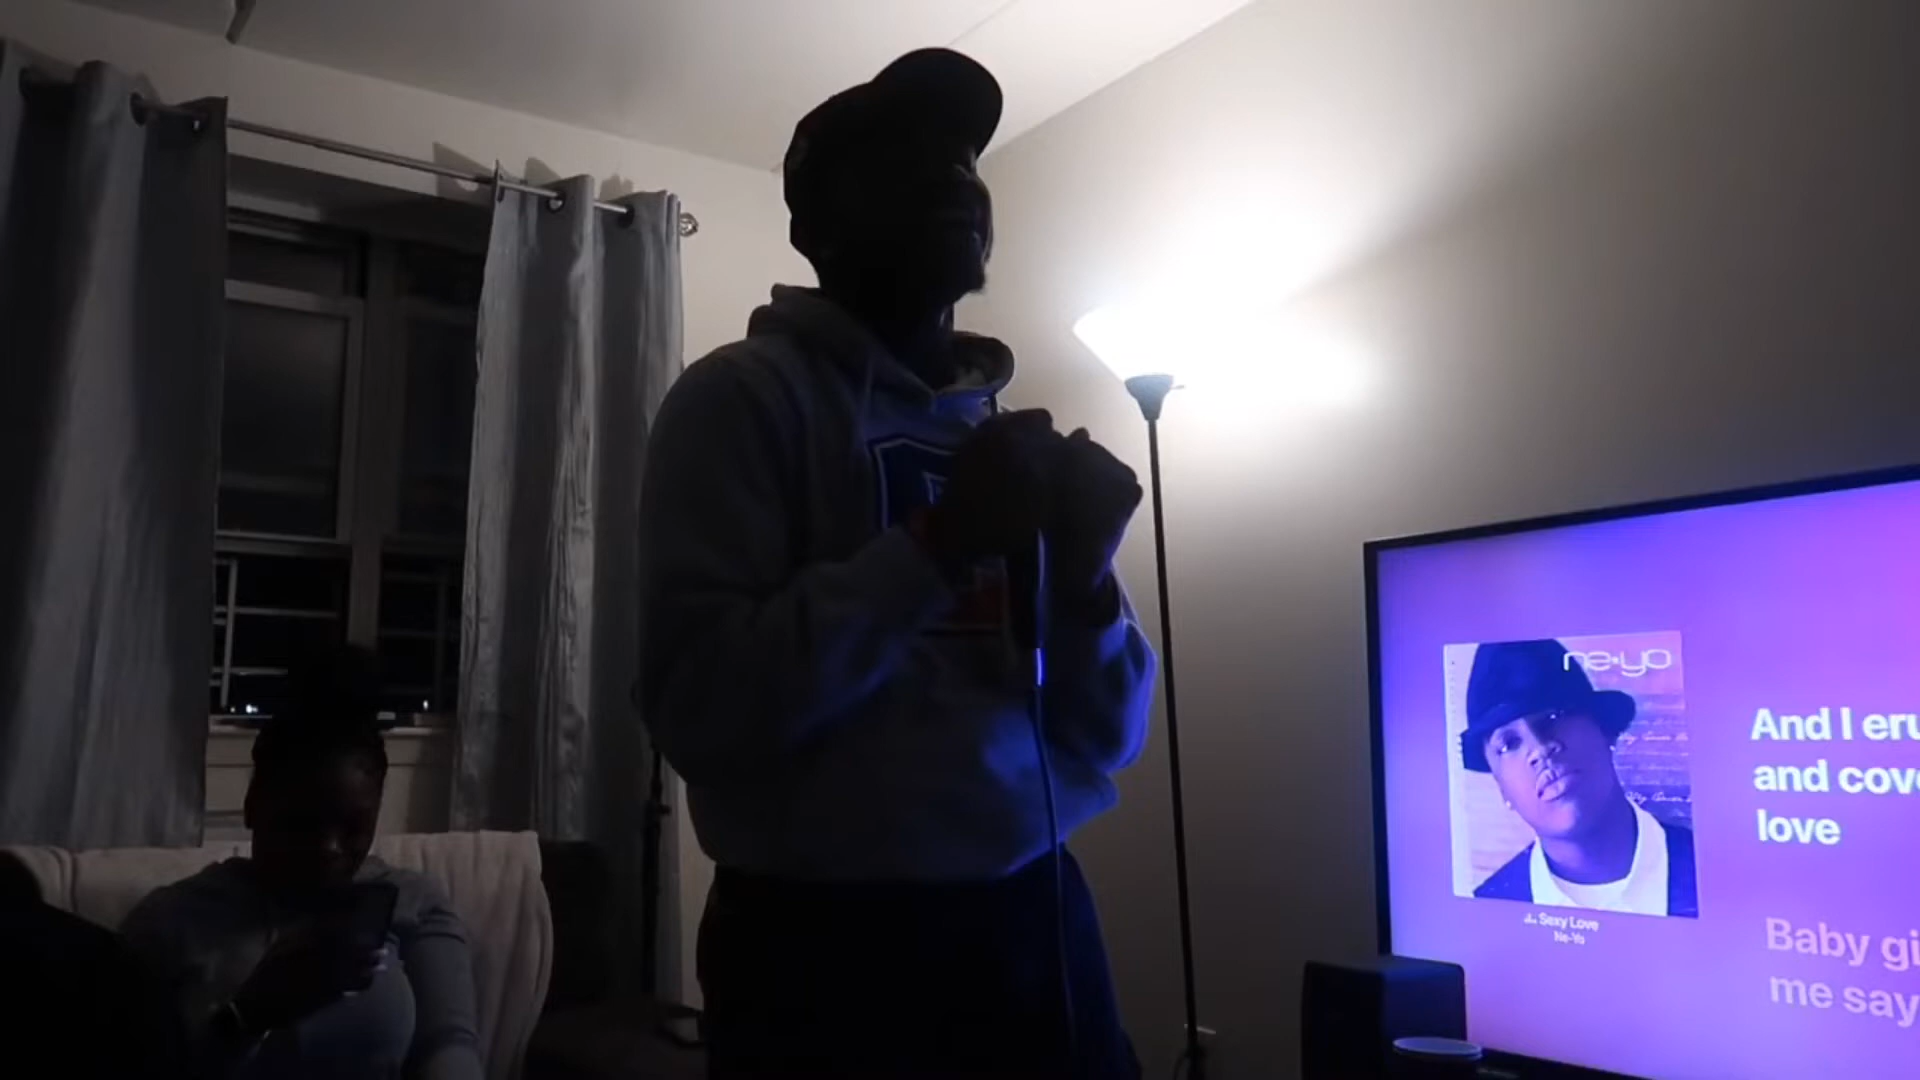 ne•yo
Sexy Love
Ne-Yo
And I eru
and cove
love
Baby gi
me say